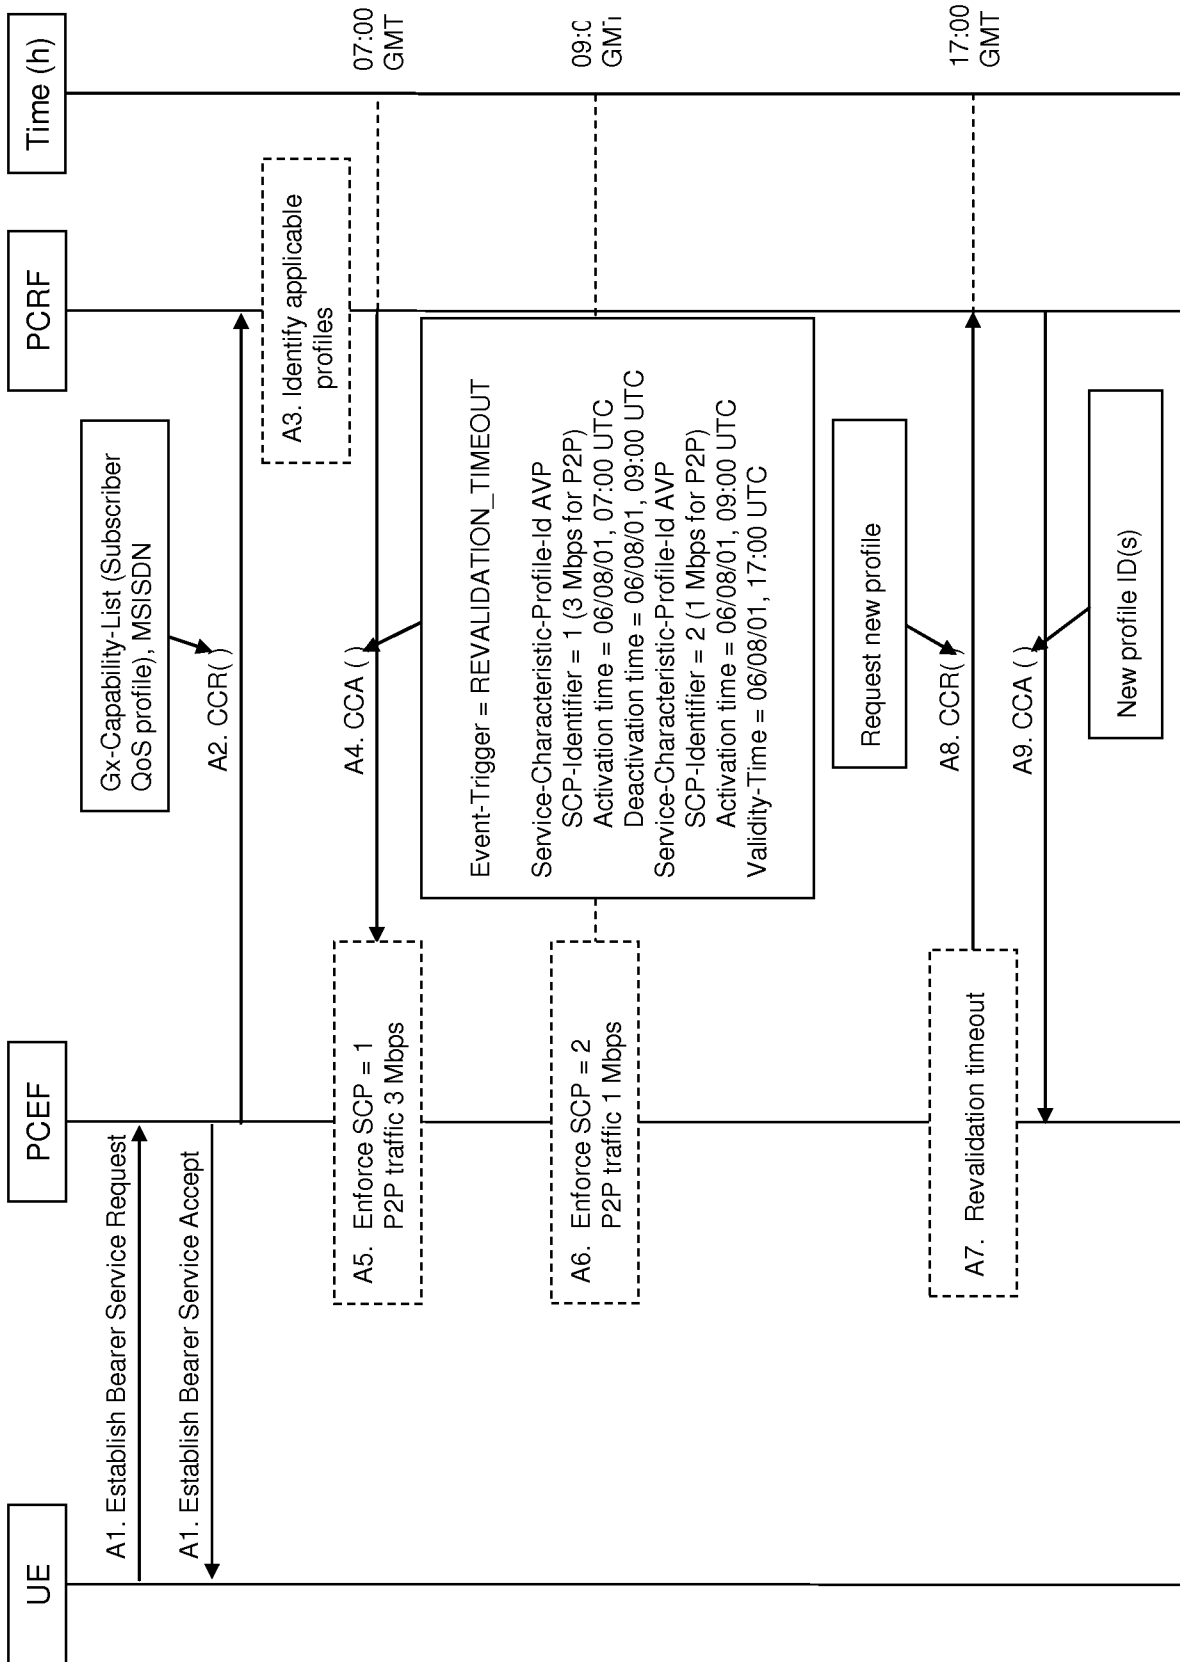 UE
PCEF
PCRF
Time (h)
A1. Establish Bearer Service Request
A1. Establish Bearer Service Accept
Gx-Capability-List (Subscriber
QoS profile), MSISDN
A2. CCR( )
A3. Identify applicable
profiles
07:00
GMT
A4. CCA ( )
A5. Enforce SCP = 1
P2P traffic 3 Mbps
Event-Trigger = REVALIDATION_TIMEOUT
Service-Characteristic-Profile-Id AVP
SCP-Identifier = 1 (3 Mbps for P2P)
Activation time = 06/08/01, 07:00 UTC
Deactivation time = 06/08/01, 09:00 UTC
Service-Characteristic-Profile-Id AVP
SCP-Identifier = 2 (1 Mbps for P2P)
Activation time = 06/08/01, 09:00 UTC
Validity-Time = 06/08/01, 17:00 UTC
A6. Enforce SCP = 2
P2P traffic 1 Mbps
Request new profile
A8. CCR( )
17:00
GMT
A7. Revalidation timeout
A9. CCA ( )
New profile ID(s)